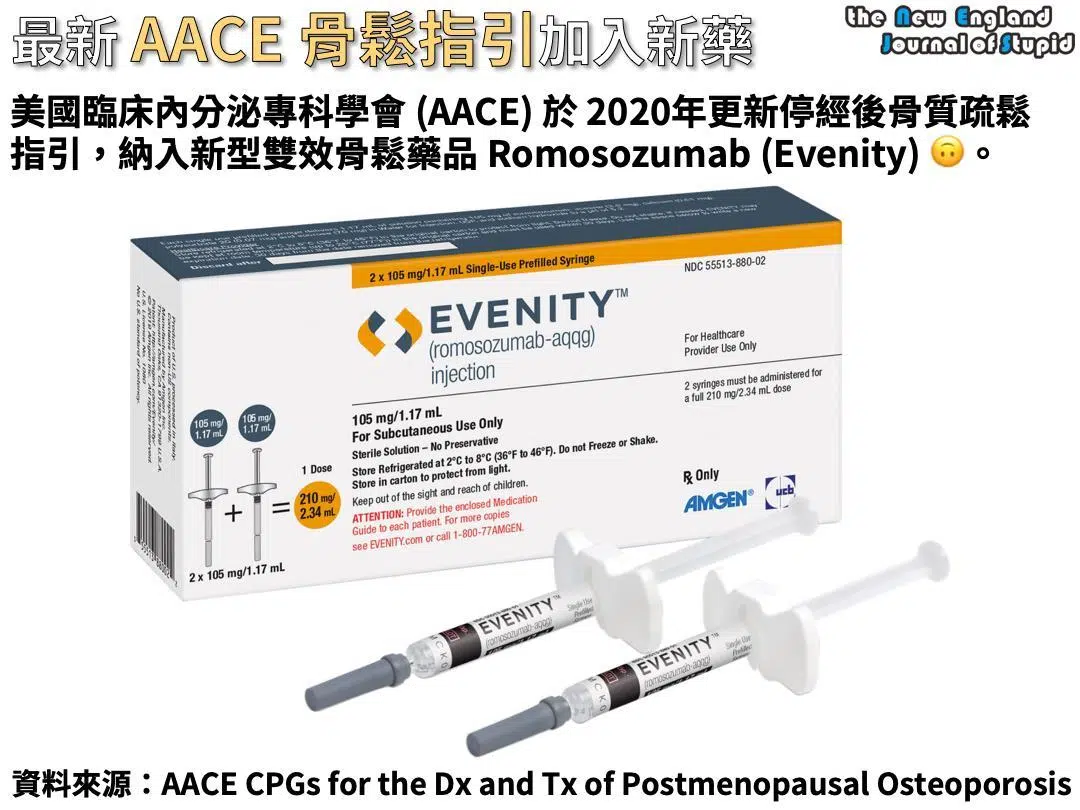 最新 AACE 骨鬆指引加入新藥
the New England
Journal of Stupid
美國臨床內分泌專科學會 (AACE) 於 2020年更新停經後骨質疏鬆
指引，納入新型雙效骨鬆藥品 Romosozumab (Evenity) 🙃。
Discard after
2 x 105 mg/1.17 mL Single-Use Prefilled Syringe
NDC 55513-880-02
EVENITY™
(romosozumab-aqqg)
injection
For Healthcare
Provider Use Only
2 syringes must be administered for
a full 210 mg/2.34 mL dose
105 mg/1.17 mL
For Subcutaneous Use Only
Sterile Solution – No Preservative
Store Refrigerated at 2°C to 8°C (36°F to 46°F). Do not Freeze or Shake.
Store in carton to protect from light.
Keep out of the sight and reach of children.
ATTENTION: Provide the enclosed Medication
Guide to each patient. For more copies
see EVENITY.com or call 1-800-77AMGEN.
Rx Only
AMGEN®
ucb
105 mg/
1.17 mL
105 mg/
1.17 mL
1 Dose
+
=
210 mg/
2.34 mL
2 x 105 mg/1.17 mL
EVENITY™
(romosozumab-aqqg)
Single Use
EVENITY™
(romosozumab-aqqg)
Single Use
資料來源：AACE CPGs for the Dx and Tx of Postmenopausal Osteoporosis